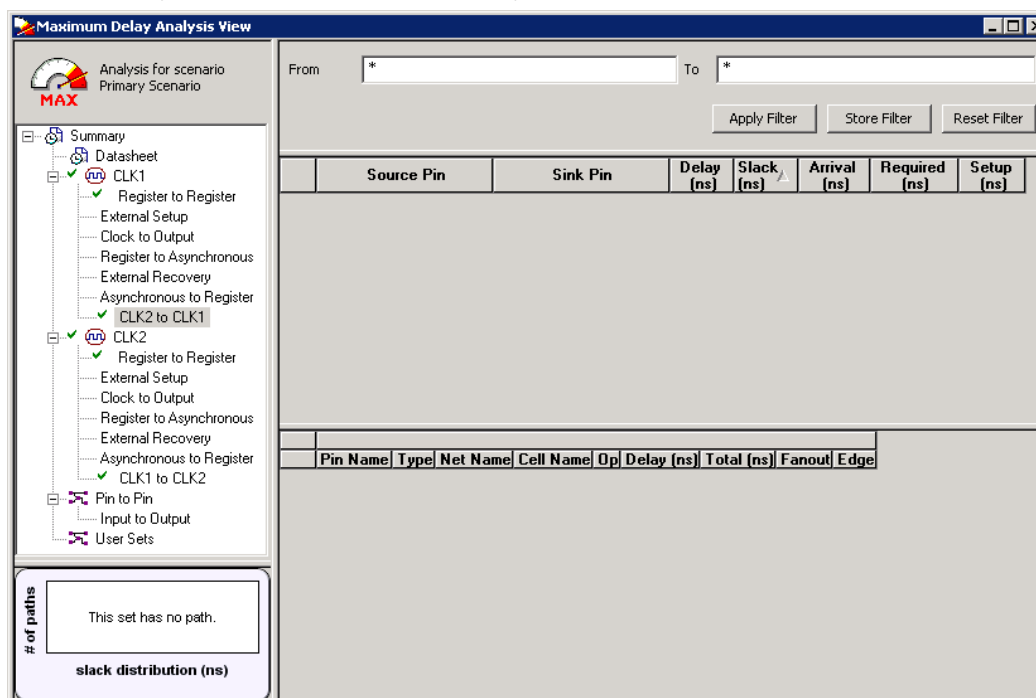 Maximum Delay Analysis View
MAX
Analysis for scenario
Primary Scenario
Summary
Datasheet
CLK1
Register to Register
External Setup
Clock to Output
Register to Asynchronous
External Recovery
Asynchronous to Register
CLK2 to CLK1
CLK2
Register to Register
External Setup
Clock to Output
Register to Asynchronous
External Recovery
Asynchronous to Register
CLK1 to CLK2
Pin to Pin
Input to Output
User Sets
# of paths
This set has no path.
slack distribution (ns)
From * To *
Apply Filter Store Filter Reset Filter
Source Pin Sink Pin Delay (ns) Slack (ns) Arrival (ns) Required (ns) Setup (ns)
Pin Name Type Net Name Cell Name Op Delay (ns) Total (ns) Fanout Edge